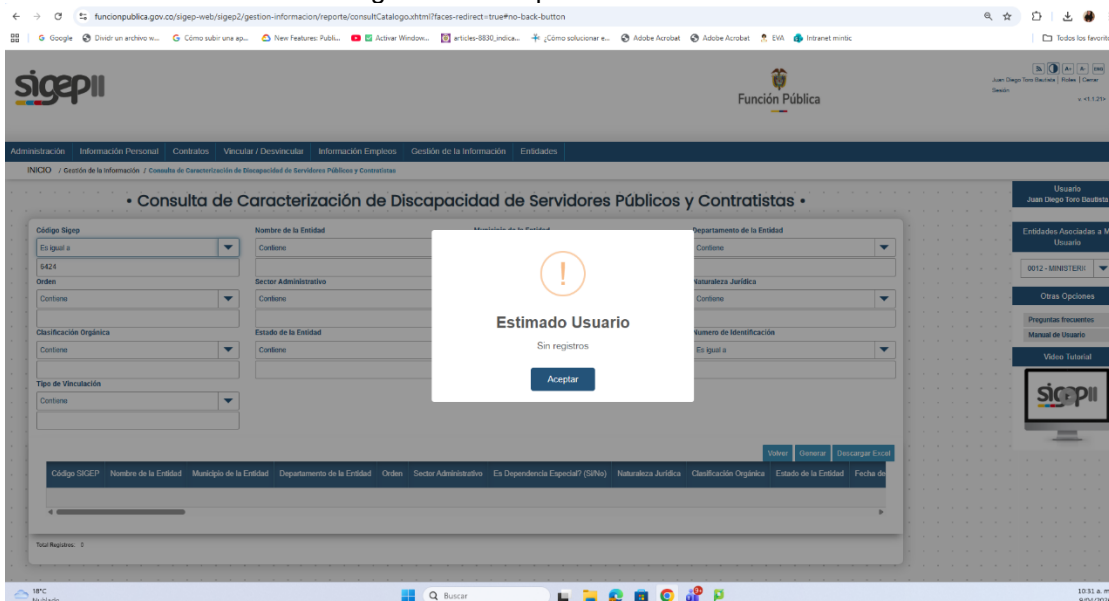 funcionpublica.gov.co/sigep-web/sigep2/gestion-informacion/reporte/consultCatalogo.xhtml?faces-redirect=true#no-back-button
Google Dividir un archivo w... Cómo subir una ap... New Features: Publi... Activar Window... articles-8830_indica... ¿Cómo solucionar e... Adobe Acrobat Adobe Acrobat EVA Intranet mintic Todos los favorit
sigepII
Función Pública
A+ A-
Juan Diego Toro Bautista | Roles | Cerrar
Sesión
v. <1.1.21>
Administración Información Personal Contratos Vincular / Desvincular Información Empleos Gestión de la Información Entidades
INICIO / Gestión de la Información / Consulta de Caracterización de Discapacidad de Servidores Públicos y Contratistas
• Consulta de Caracterización de Discapacidad de Servidores Públicos y Contratistas •
Usuario
Juan Diego Toro Bautista
Código Sigep Nombre de la Entidad Municipio de la Entidad Departamento de la Entidad
Es igual a Contiene Contiene
6424
Orden Sector Administrativo Naturaleza Jurídica
Contiene Contiene Contiene
Clasificación Orgánica Estado de la Entidad Numero de Identificación
Contiene Contiene Es igual a
Tipo de Vinculación
Contiene
Estimado Usuario
Sin registros
Aceptar
Entidades Asociadas a M
Usuario
0012 - MINISTERII
Otras Opciones
Preguntas frecuentes
Manual de Usuario
Video Tutorial
sigepII
Volver Generar Descargar Excel
Código SIGEP Nombre de la Entidad Municipio de la Entidad Departamento de la Entidad Orden Sector Administrativo Es Dependencia Especial? (Si/No) Naturaleza Jurídica Clasificación Orgánica Estado de la Entidad Fecha de
Total Registros: 0
18°C
Nublado
Buscar
10:31 a. m